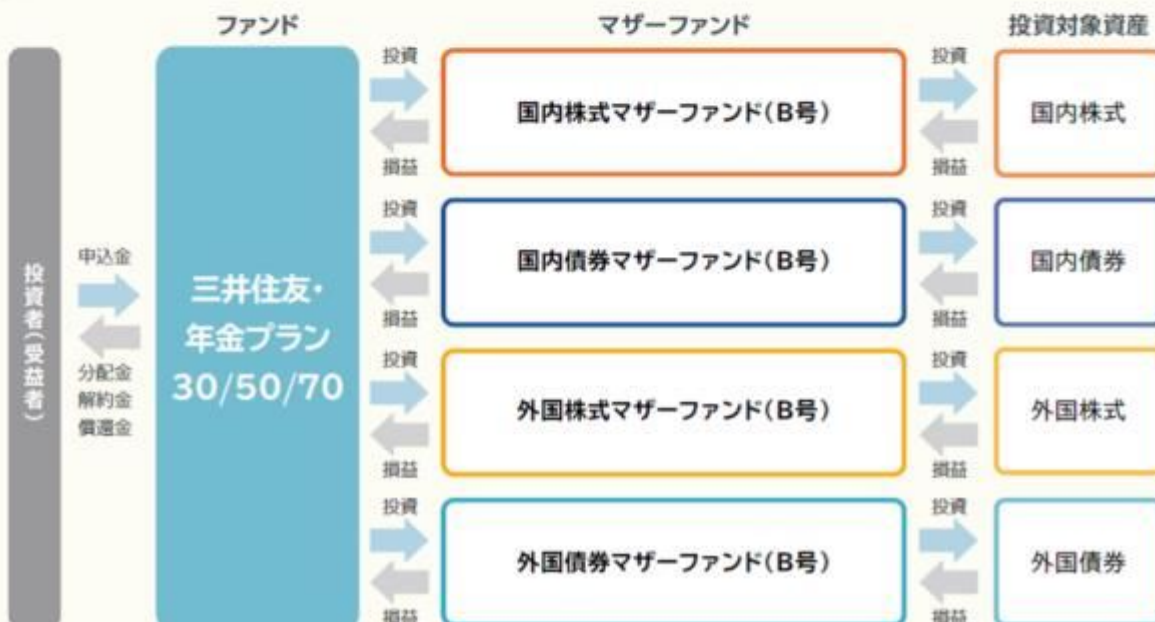 ファンド
マザーファンド
投資対象資産
投資者(受益者)
申込金
分配金
解約金
償還金
三井住友・
年金プラン
30/50/70
投資
損益
国内株式マザーファンド(B号)
投資
損益
国内株式
投資
損益
国内債券マザーファンド(B号)
投資
損益
国内債券
投資
損益
外国株式マザーファンド(B号)
投資
損益
外国株式
投資
損益
外国債券マザーファンド(B号)
投資
損益
外国債券